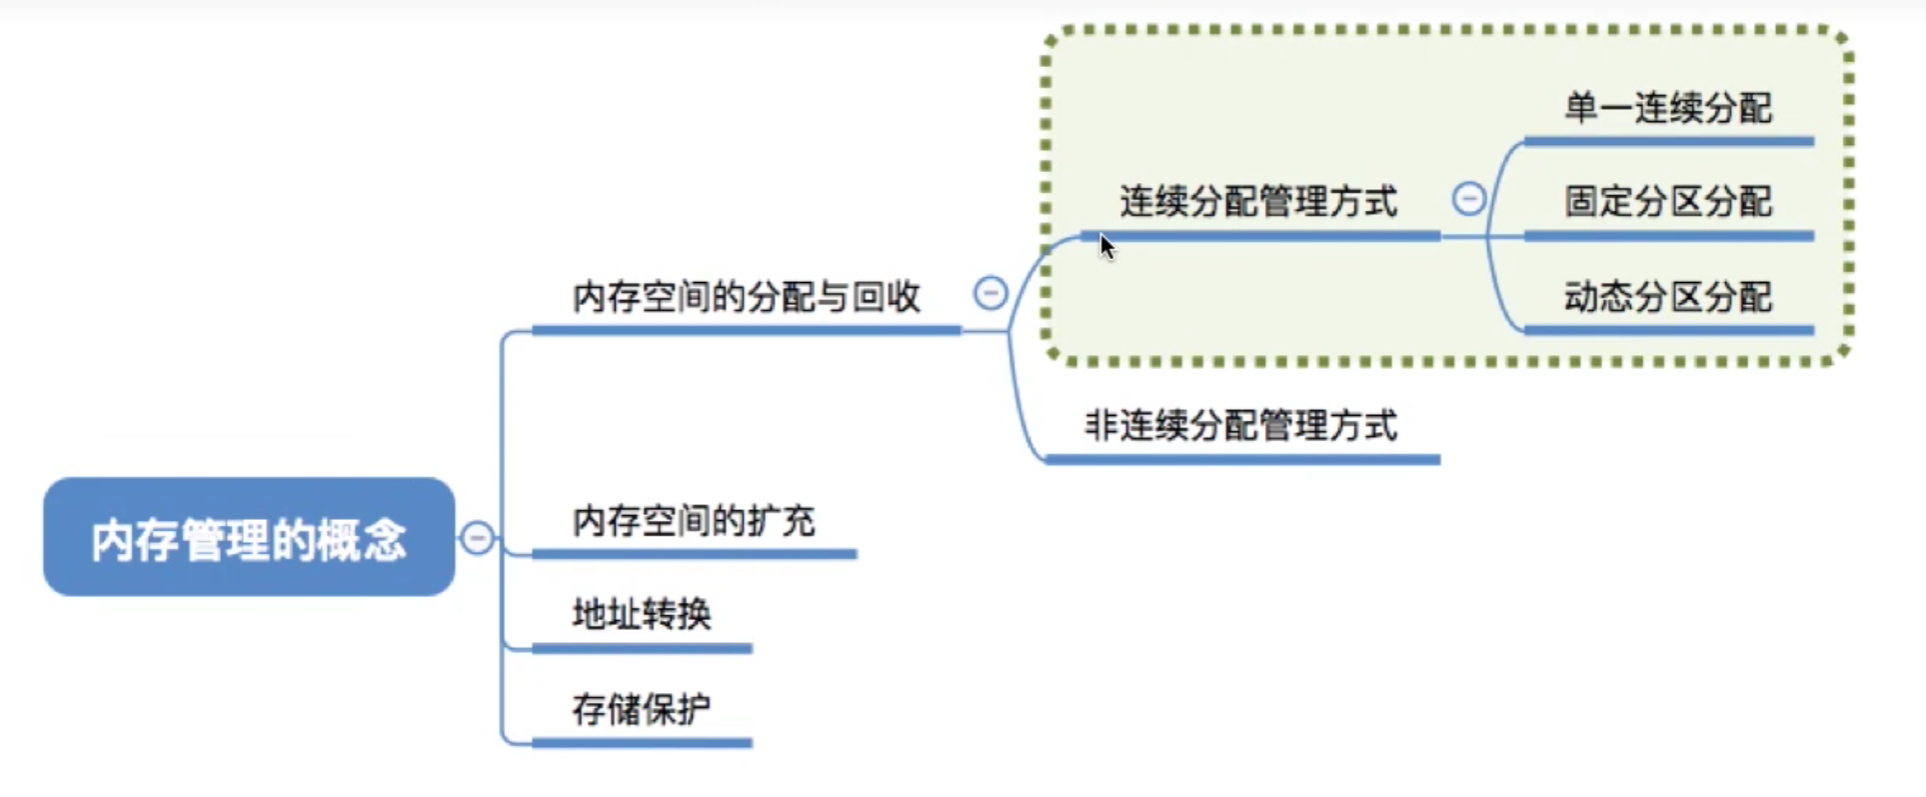 单一连续分配
连续分配管理方式
固定分区分配
内存空间的分配与回收
动态分区分配
非连续分配管理方式
内存管理的概念
内存空间的扩充
地址转换
存储保护